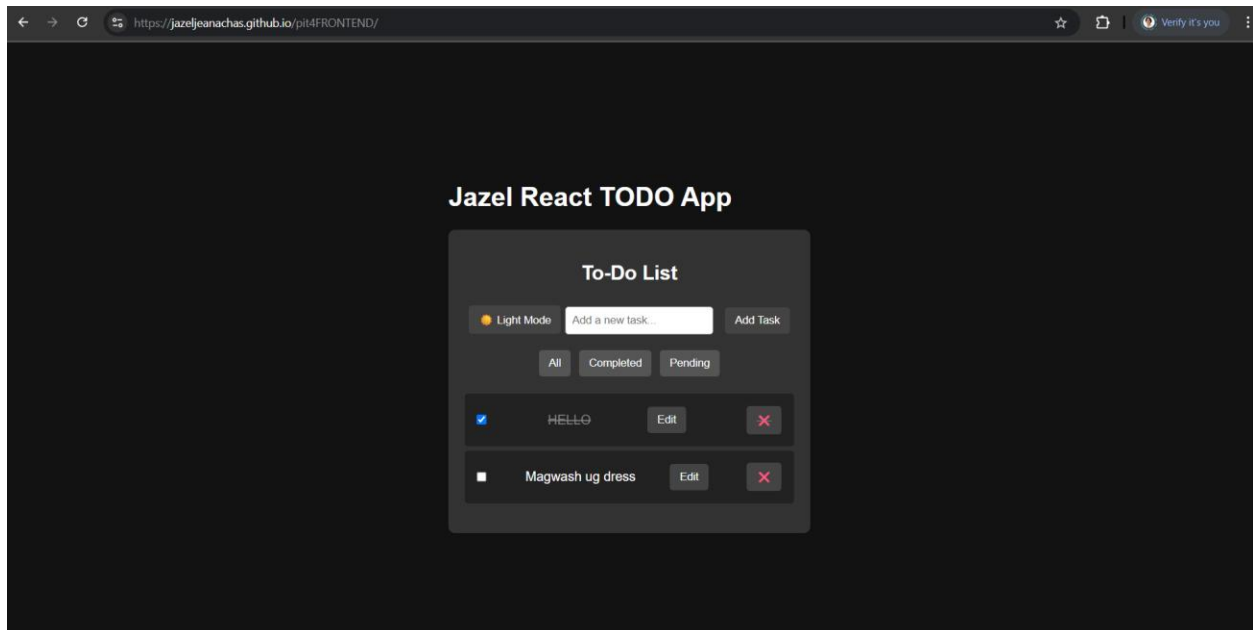 https://jazeljeanachas.github.io/pit4FRONTEND/
Verify it's you
Jazel React TODO App
To-Do List
Light Mode Add a new task... Add Task
All Completed Pending
HELLO Edit
Magwash ug dress Edit